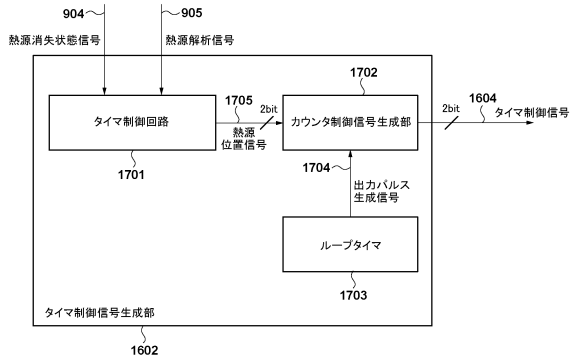 904
905
熱源消失状態信号
熱源解析信号
1702
1705
2bit
2bit
1604
タイマ制御信号
タイマ制御回路
カウンタ制御信号生成部
熱源
位置信号
1701
1704
出力パルス
生成信号
ループタイマ
1703
タイマ制御信号生成部
1602